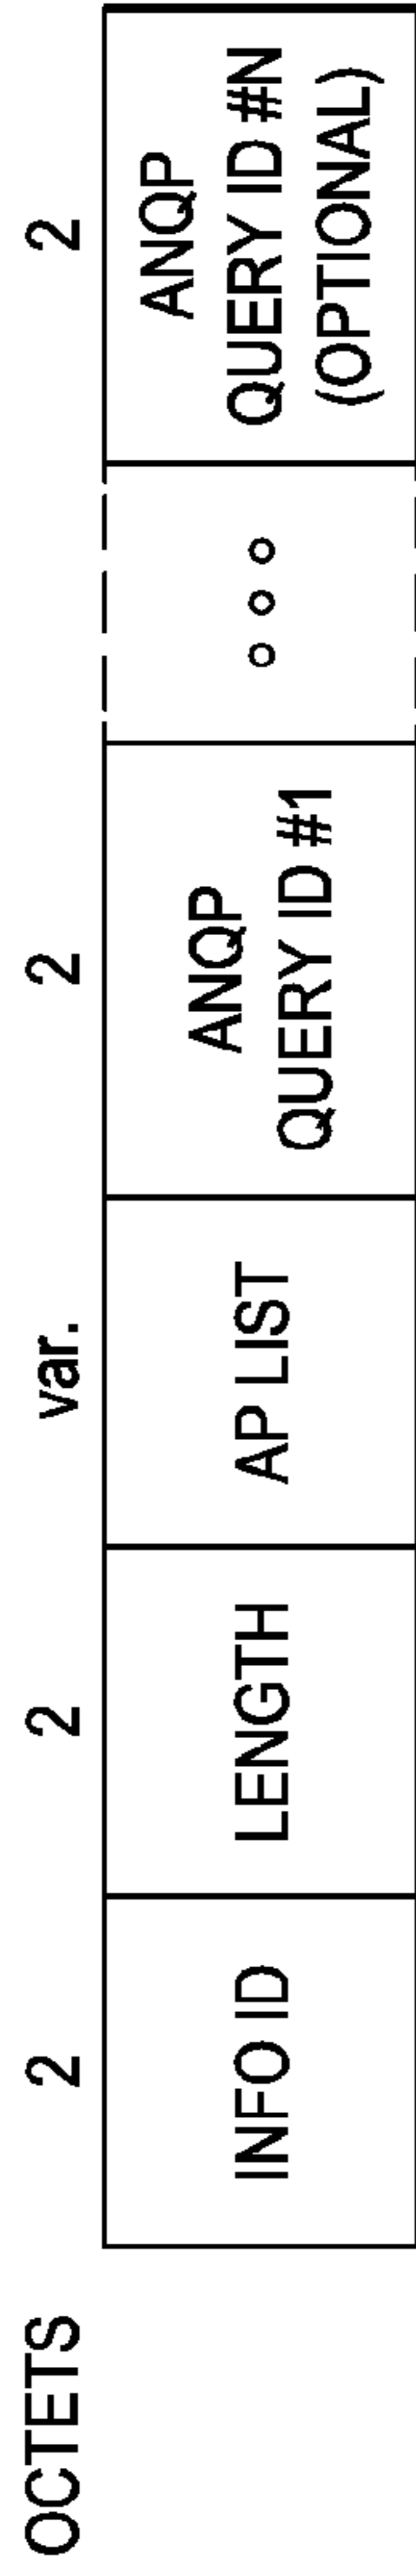 OCTETS 2 2 var. 2 2
INFO ID
LENGTH
AP LIST
ANQP
QUERY ID #1
ANQP
QUERY ID #N
(OPTIONAL)